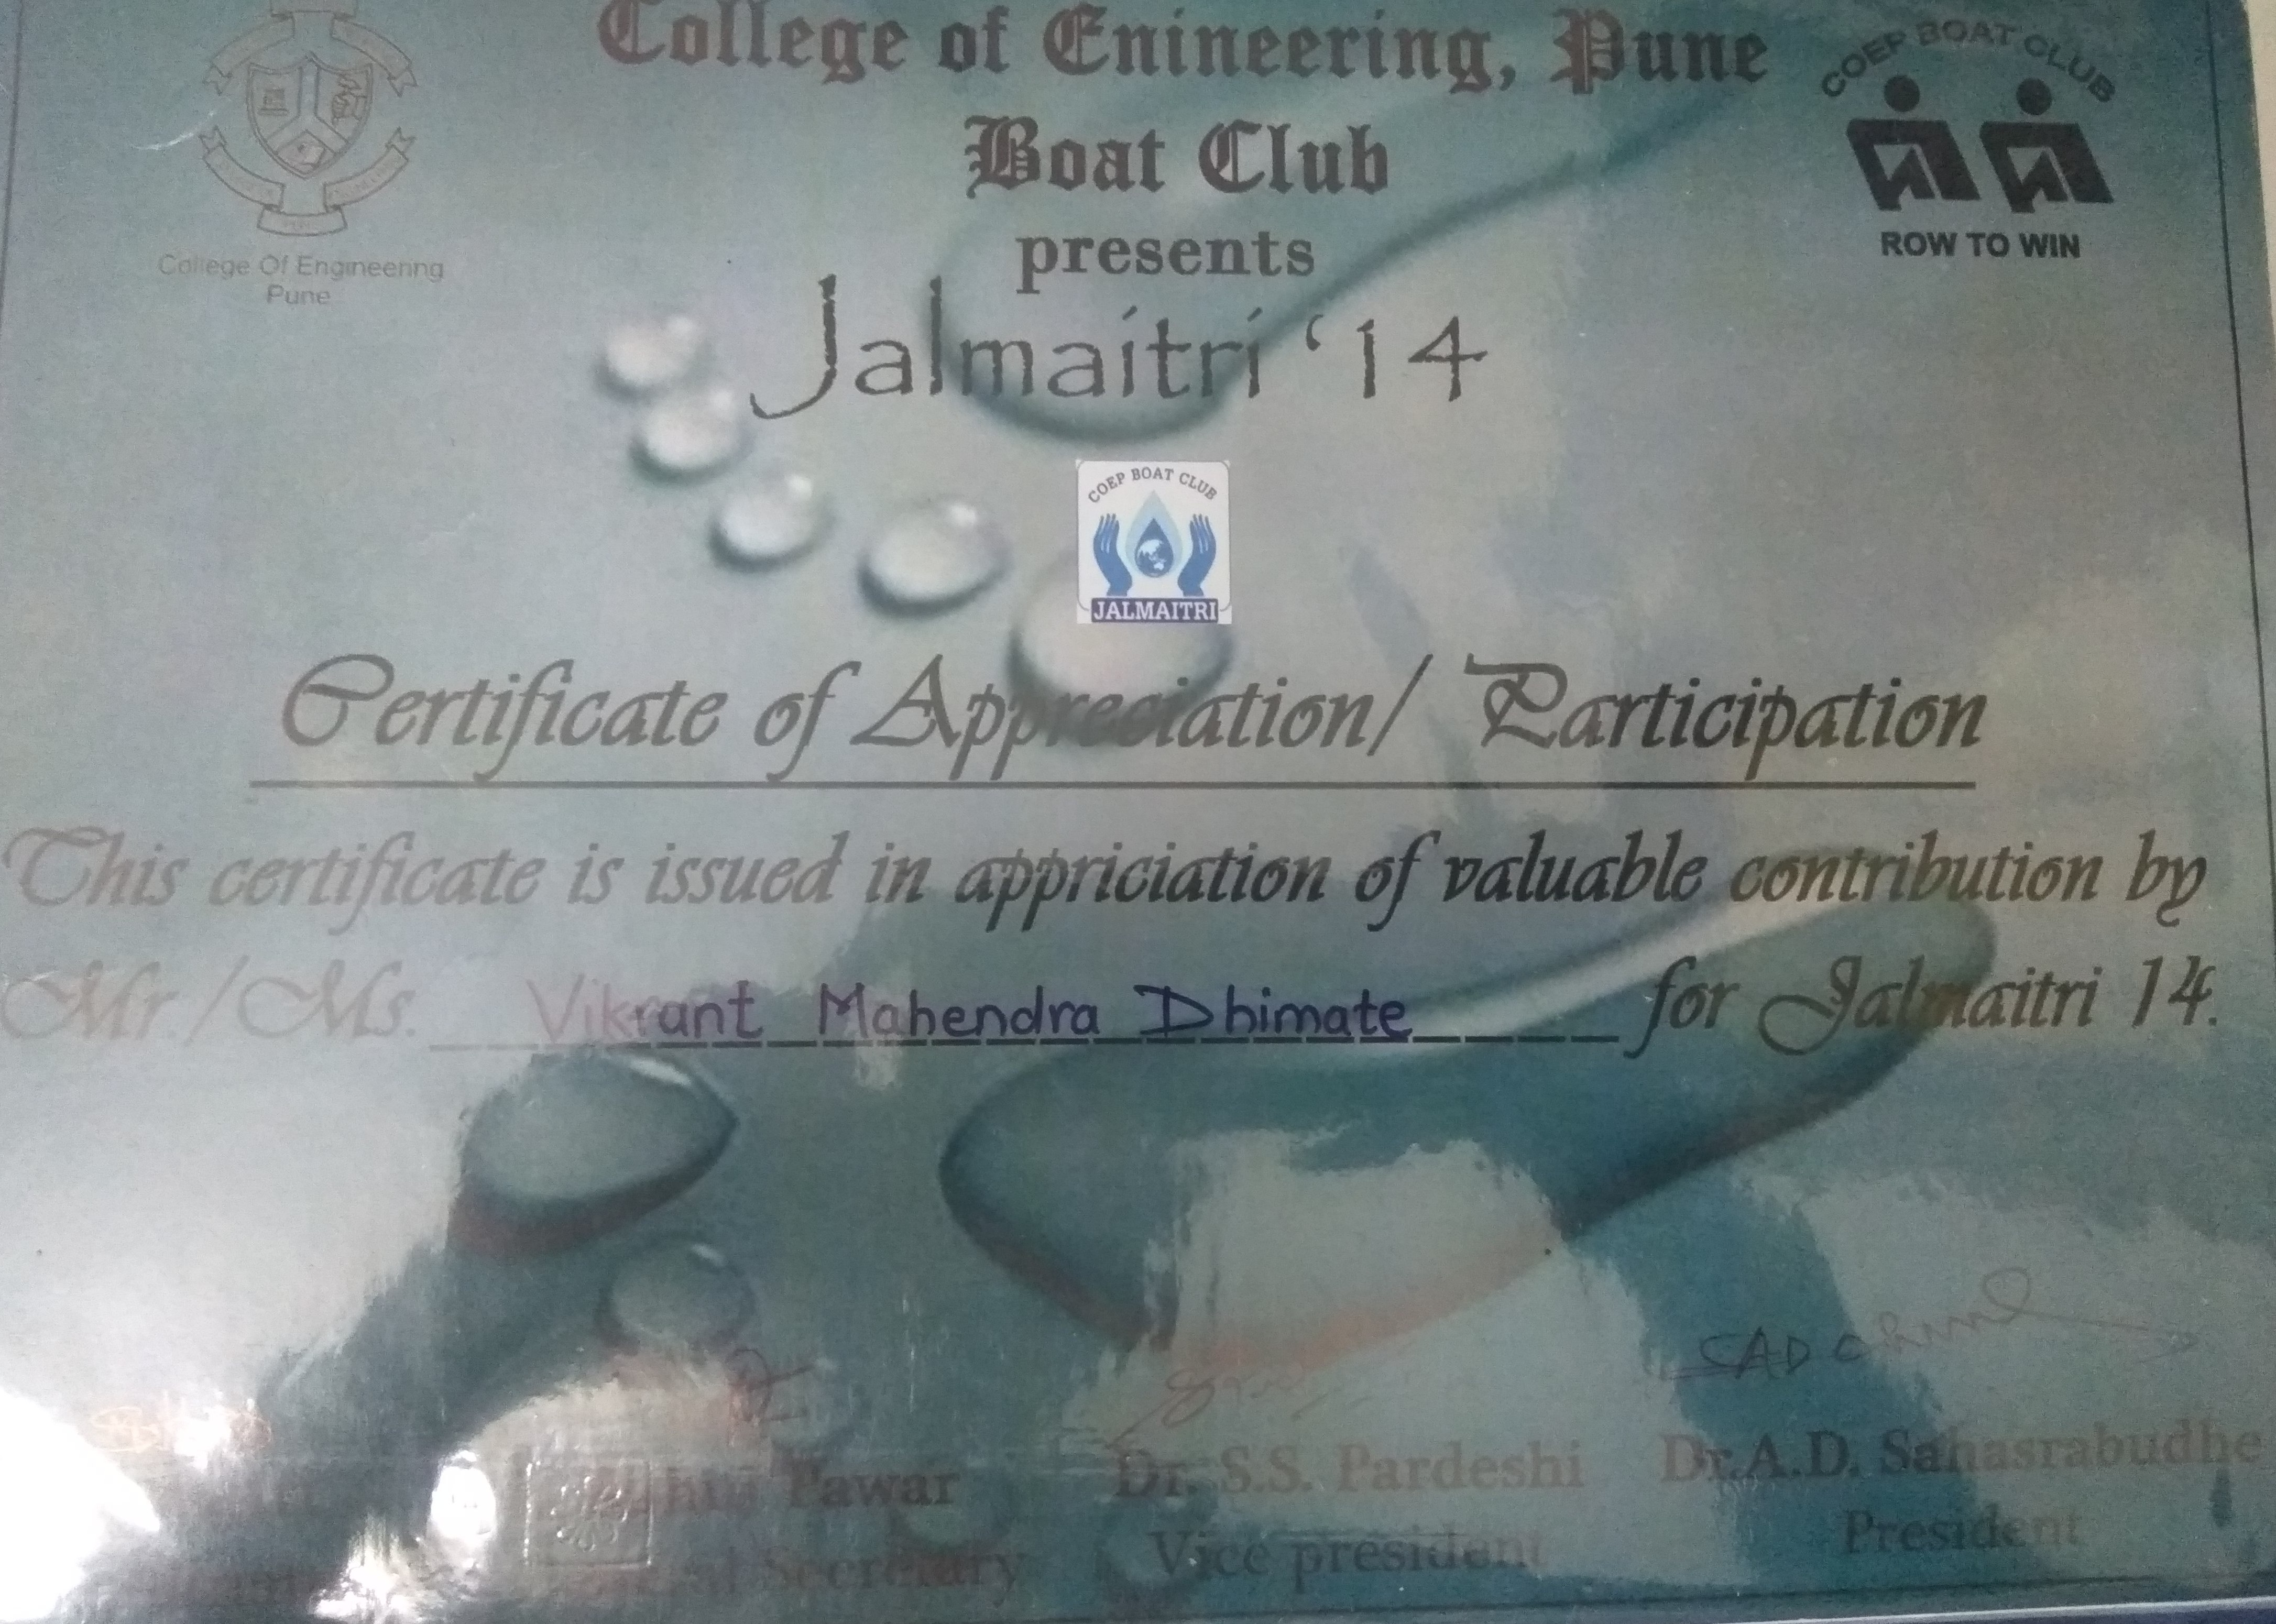 College of Enineering, Pune
Boat Club
presents
Jalmaitri ‘14
College Of Engineering
Pune
COEP BOAT CLUB
ROW TO WIN
COEP BOAT CLUB
JALMAITRI
Certificate of Appreciation/ Participation
This certificate is issued in appriciation of valuable contribution by
Mr./Ms. Vikrant Mahendra Dhimate for Jalmaitri 14.
Pawar
Secretary
Dr. S.S. Pardeshi
Vice president
Dr.A.D. Sahasrabudhe
President